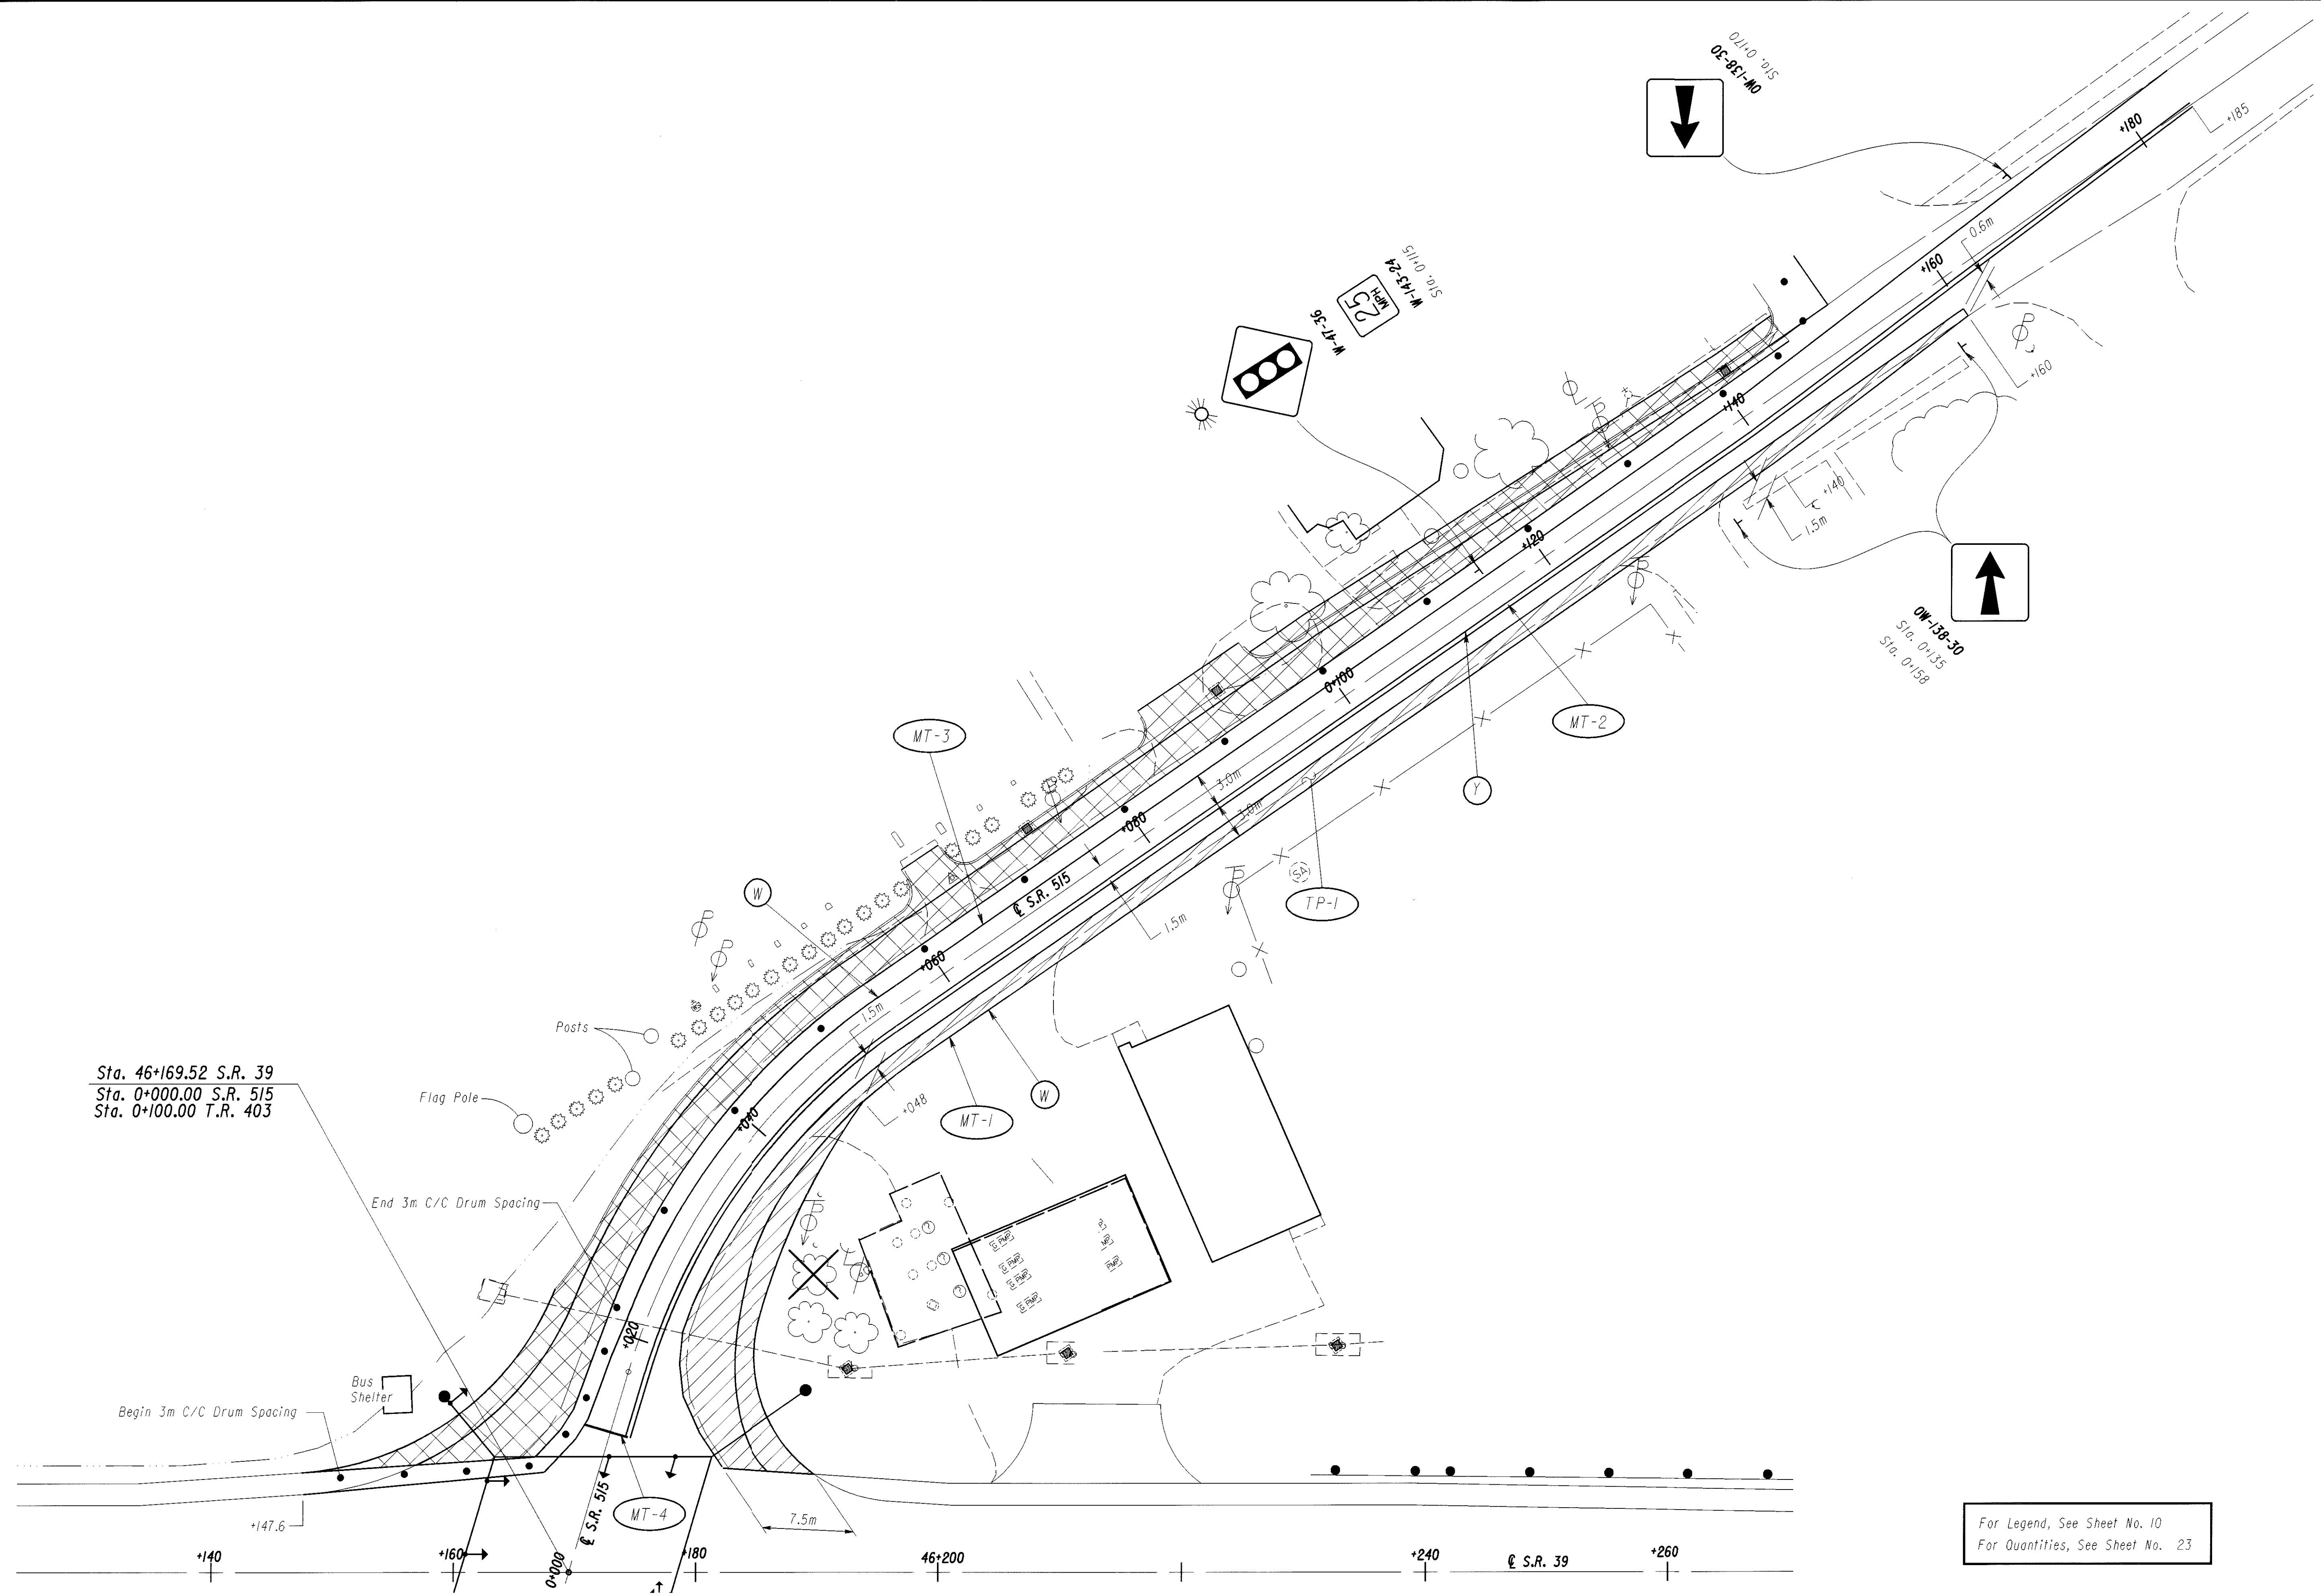 OW-138-30
Sta. 0+170
+180
+185
0.6m
+160
+160
W-47-36
25
MPH
W-143-24
Sta. 0+115
+140
+140
1.5m
+120
OW-138-30
Sta. 0+135
Sta. 0+158
0+100
MT-2
Y
MT-3
3.0m
3.0m
+080
℄ S.R. 515
1.5m
SA
TP-1
W
+060
1.5m
W
MT-1
+048
Posts
Flag Pole
Sta. 46+169.52 S.R. 39
Sta. 0+000.00 S.R. 515
Sta. 0+100.00 T.R. 403
+040
End 3m C/C Drum Spacing
? 
?
?
G PMP
G PMP
G PMP
G PMP
P
MP
PMP
+020
Bus
Shelter
Begin 3m C/C Drum Spacing
+147.6
℄ S.R. 515
MT-4
7.5m
0+000
+140
+160
+180
46+200
+240
℄ S.R. 39
+260
For Legend, See Sheet No. 10
For Quantities, See Sheet No. 23